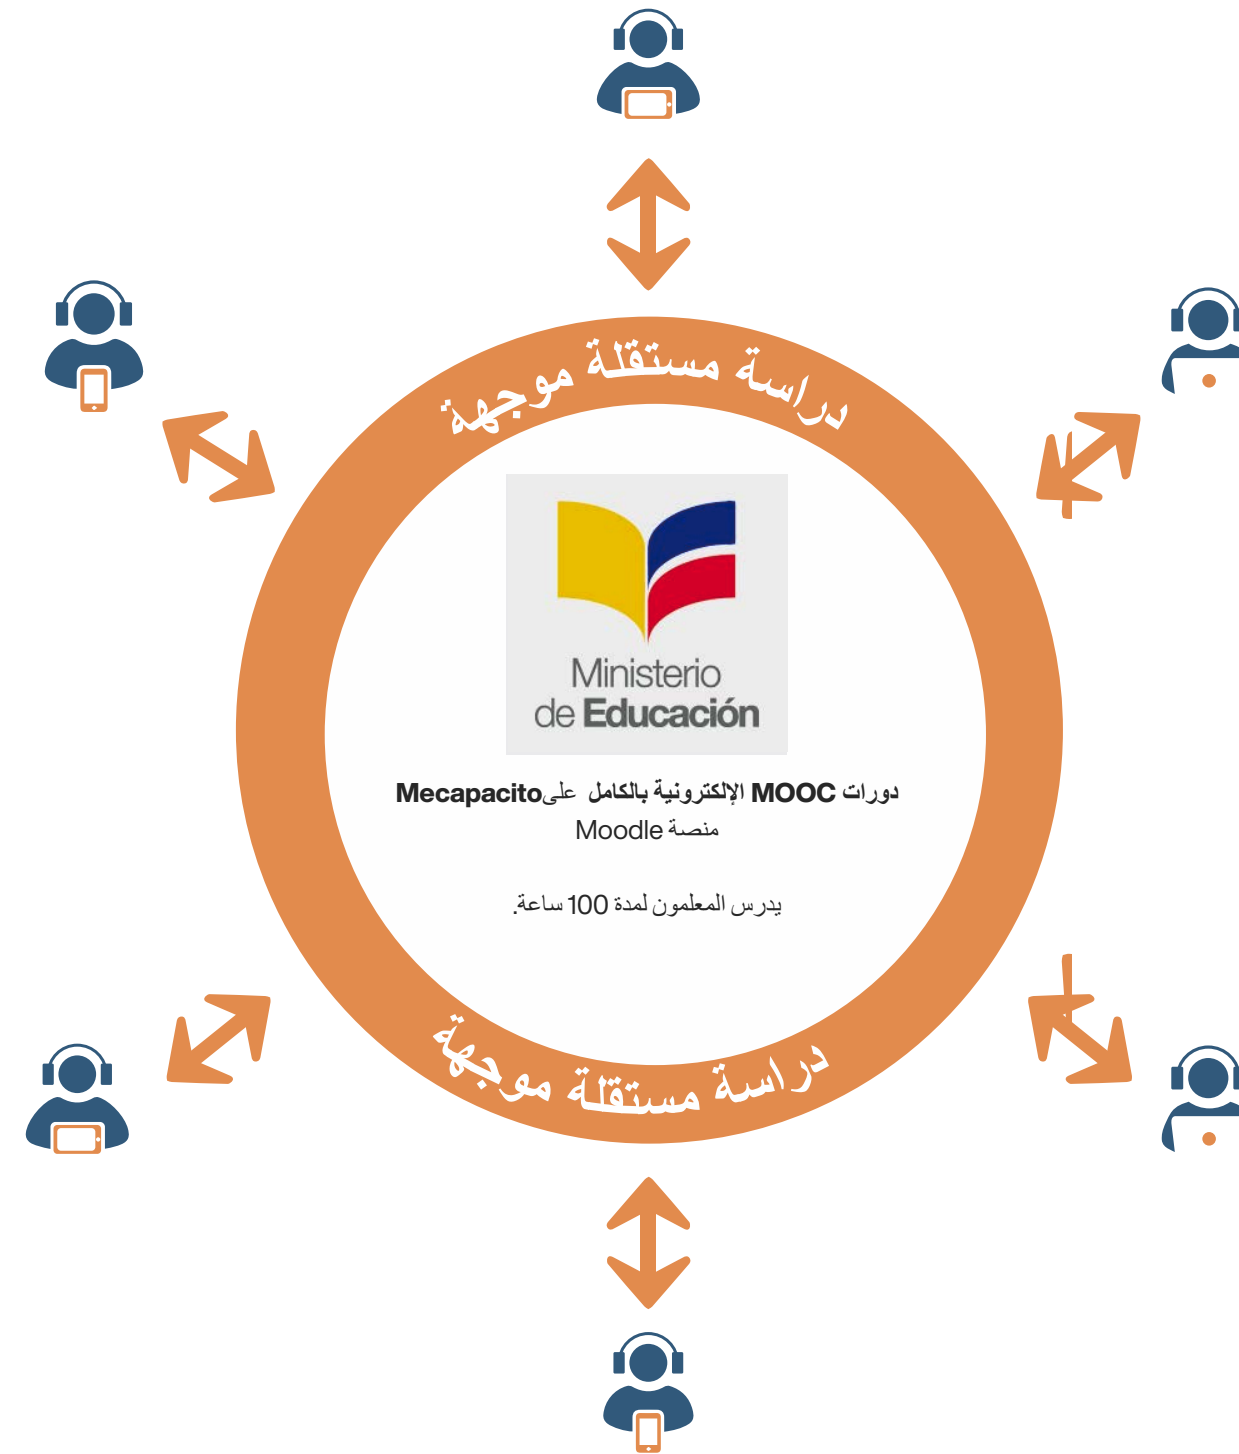 دراسة مستقلة موجهة
Ministerio
de Educación
دورات MOOC الإلكترونية بالكامل على Mecapacito
منصة Moodle
يدرس المعلمون لمدة 100 ساعة.
دراسة مستقلة موجهة